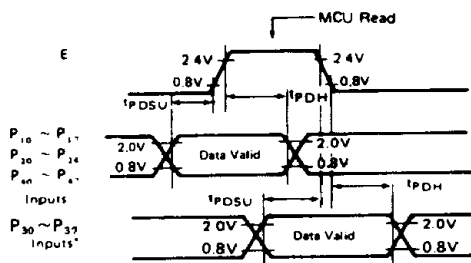 MCU Read
E
2.4V
2.4V
0.8V
0.8V
tPDSU
tPDH
P10 ~ P17
P20 ~ P24
P40 ~ P47
Inputs
2.0V
0.8V
Data Valid
2.0V
0.8V
tPDSU
tPDH
P30~P37
Inputs*
2.0V
0.8V
Data Valid
2.0V
0.8V